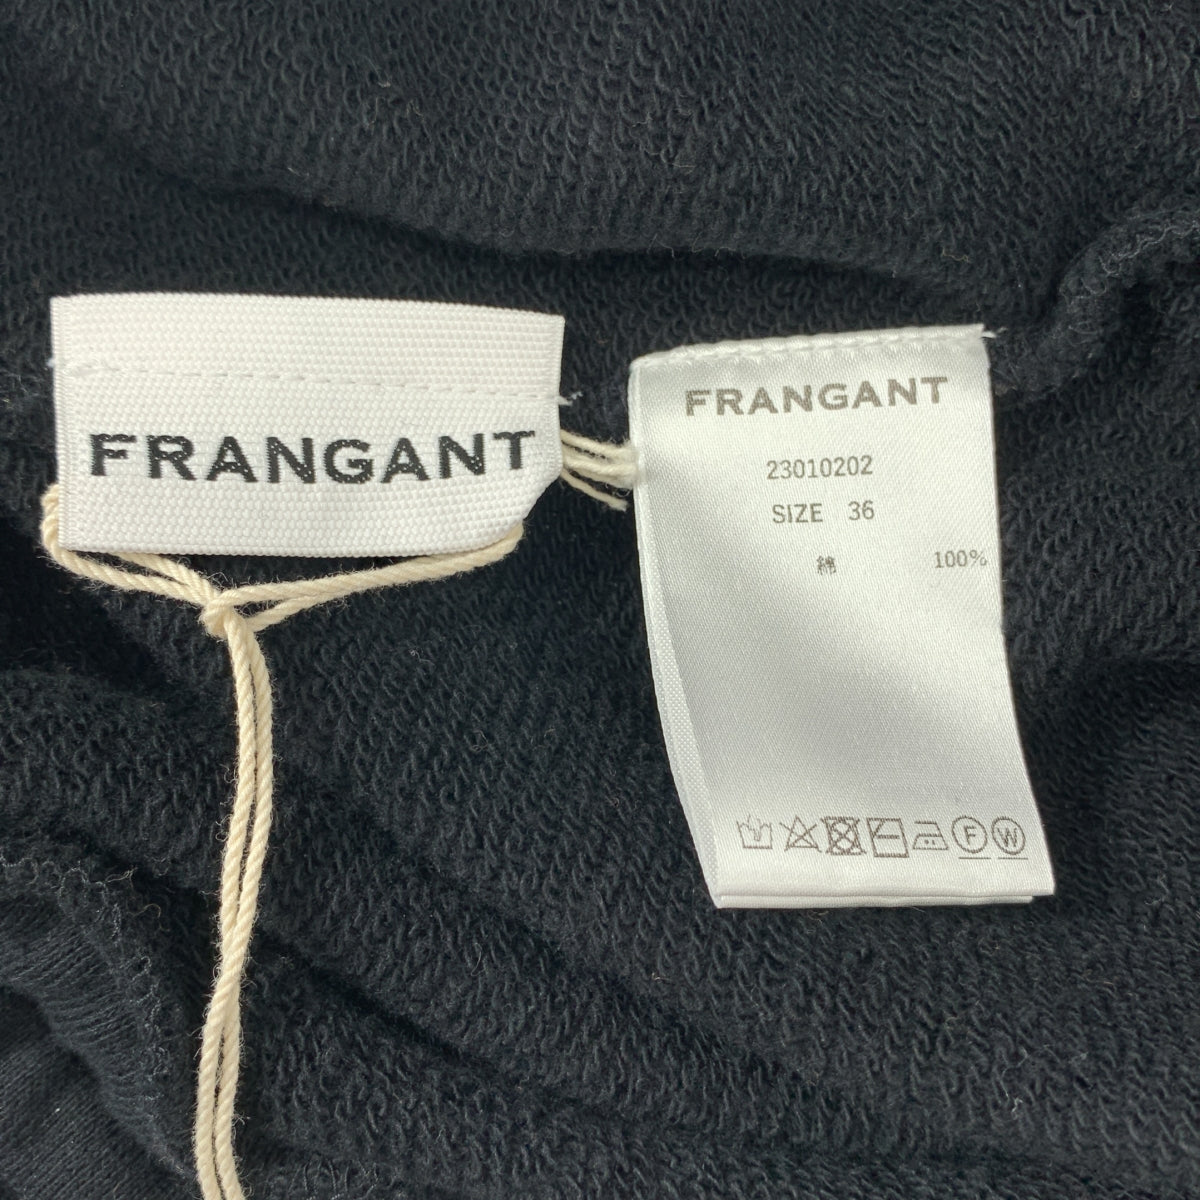 FRANGANT
FRANGANT
23010202
SIZE 36
綿 100%
F W